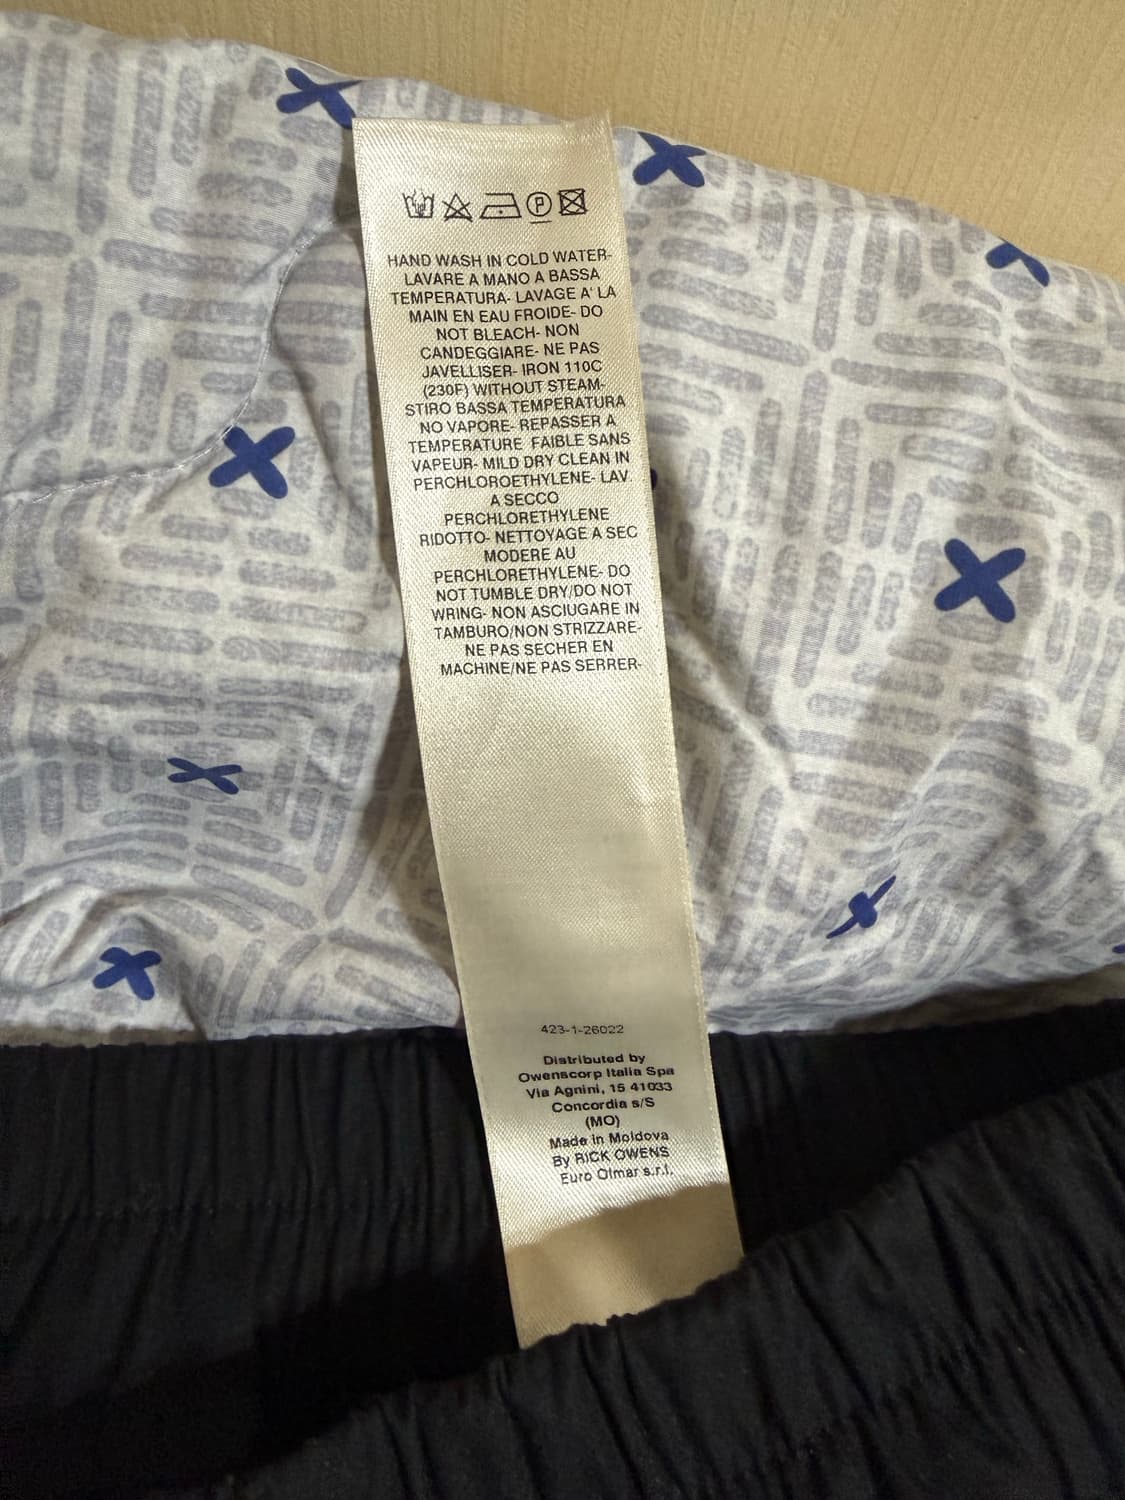 HAND WASH IN COLD WATER-
LAVARE A MANO A BASSA
TEMPERATURA- LAVAGE A' LA
MAIN EN EAU FROIDE- DO
NOT BLEACH- NON
CANDEGGIARE- NE PAS
JAVELLISER- IRON 110C
(230F) WITHOUT STEAM-
STIRO BASSA TEMPERATURA
NO VAPORE- REPASSER A
TEMPERATURE FAIBLE SANS
VAPEUR- MILD DRY CLEAN IN
PERCHLOROETHYLENE- LAV.
A SECCO
PERCHLORETHYLENE
RIDOTTO- NETTOYAGE A SEC
MODERE AU
PERCHLORETHYLENE- DO
NOT TUMBLE DRY/DO NOT
WRING- NON ASCIUGARE IN
TAMBURO/NON STRIZZARE-
NE PAS SECHER EN
MACHINE/NE PAS SERRER-
423-1-26022
Distributed by
Owenscorp Italia Spa
Via Agnini, 15 41033
Concordia s/S
(MO)
Made in Moldova
By RICK OWENS
Euro Olmar s.r.l.